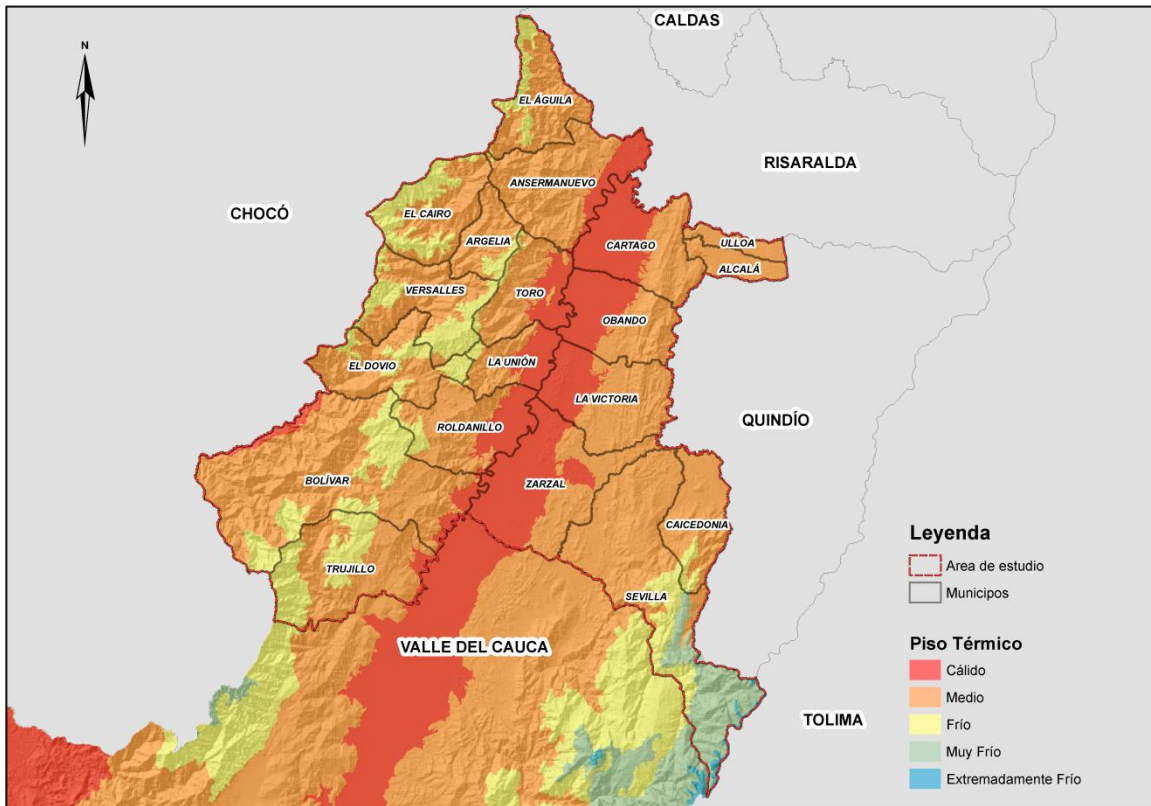 CALDAS
N
EL ÁGUILA
RISARALDA
ANSERMANUEVO
CHOCÓ
EL CAIRO
ARGELIA
CARTAGO
ULLOA
ALCALÁ
VERSALLES
TORO
OBANDO
LA UNIÓN
EL DOVIO
LA VICTORIA
QUINDÍO
ROLDANILLO
BOLÍVAR
ZARZAL
CAICEDONIA
TRUJILLO
SEVILLA
VALLE DEL CAUCA
TOLIMA
Leyenda
Area de estudio
Municipos
Piso Térmico
Cálido
Medio
Frío
Muy Frío
Extremadamente Frío